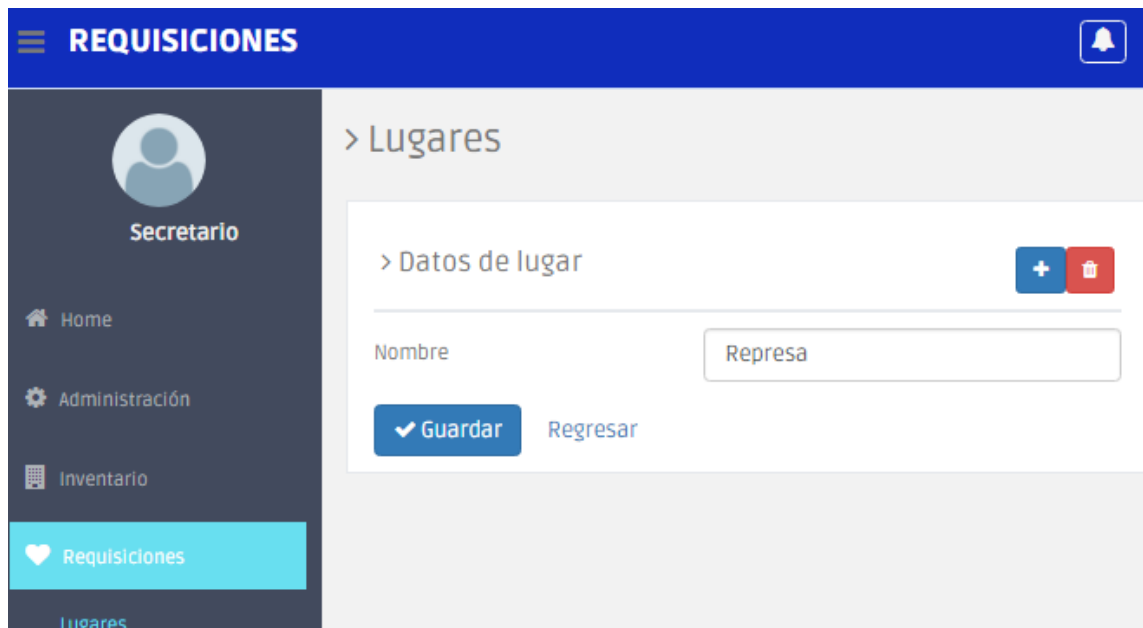 REQUISICIONES
Secretario
Home
Administración
Inventario
Requisiciones
Lugares
> Lugares
> Datos de lugar
Nombre
Represa
Guardar
Regresar